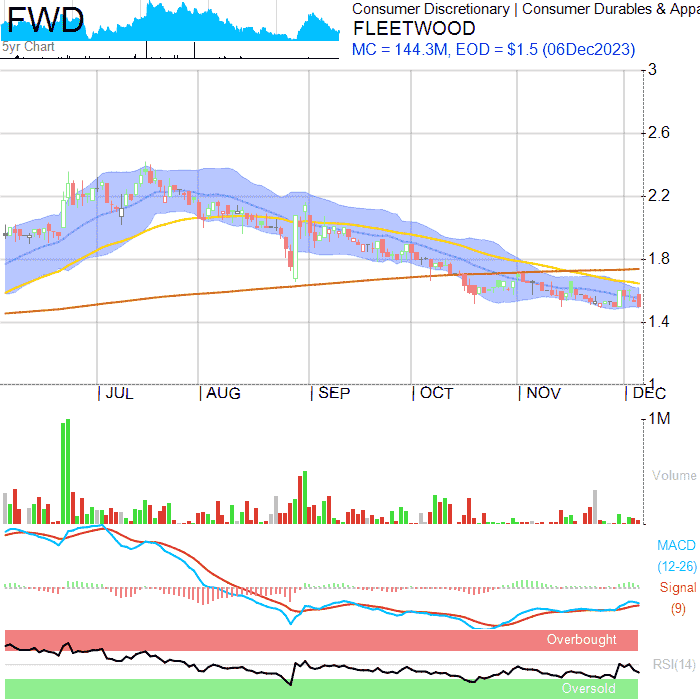 FWD
5yr Chart
Consumer Discretionary | Consumer Durables & Appa
FLEETWOOD
MC = 144.3M, EOD = $1.5 (06Dec2023)
3
2.6
2.2
1.8
1.4
1
JUL AUG SEP OCT NOV DEC
1M
Volume
MACD
(12-26)
Signal
(9)
Overbought
RSI(14)
Oversold